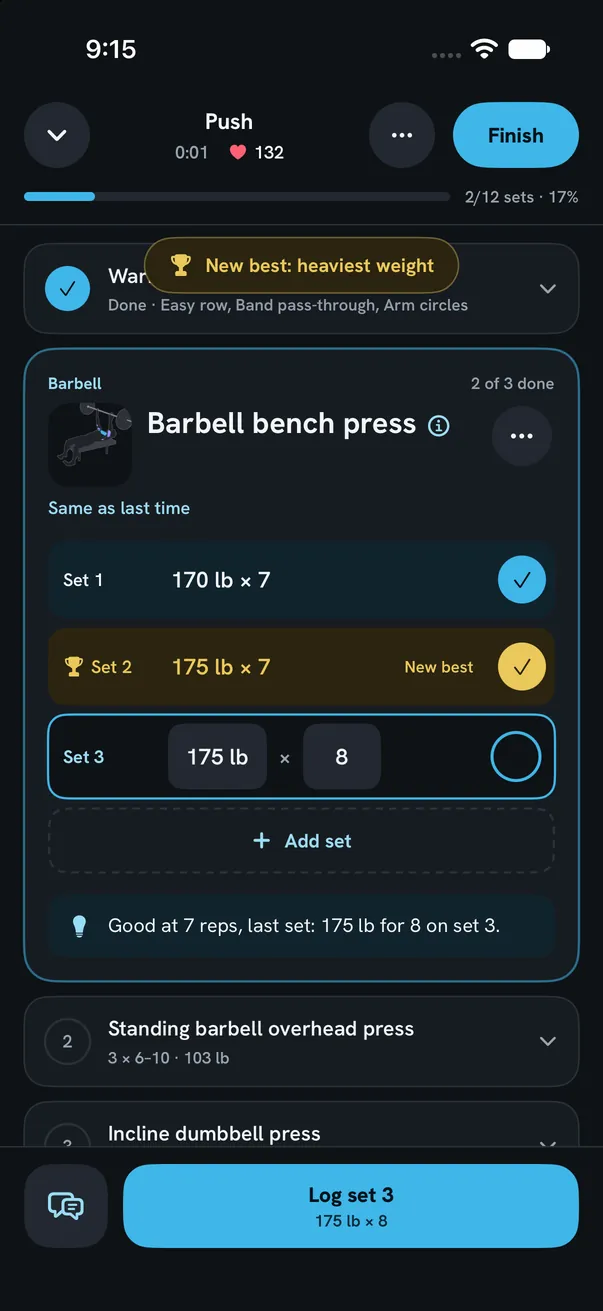 9:15
Push
0:01 132
Finish
2/12 sets · 17%
New best: heaviest weight
Done · Easy row, Band pass-through, Arm circles
Barbell
2 of 3 done
Barbell bench press
Same as last time
Set 1 170 lb × 7
Set 2 175 lb × 7 New best
Set 3 175 lb × 8
+ Add set
Good at 7 reps, last set: 175 lb for 8 on set 3.
2
Standing barbell overhead press
3 × 6–10 · 103 lb
Incline dumbbell press
Log set 3
175 lb × 8